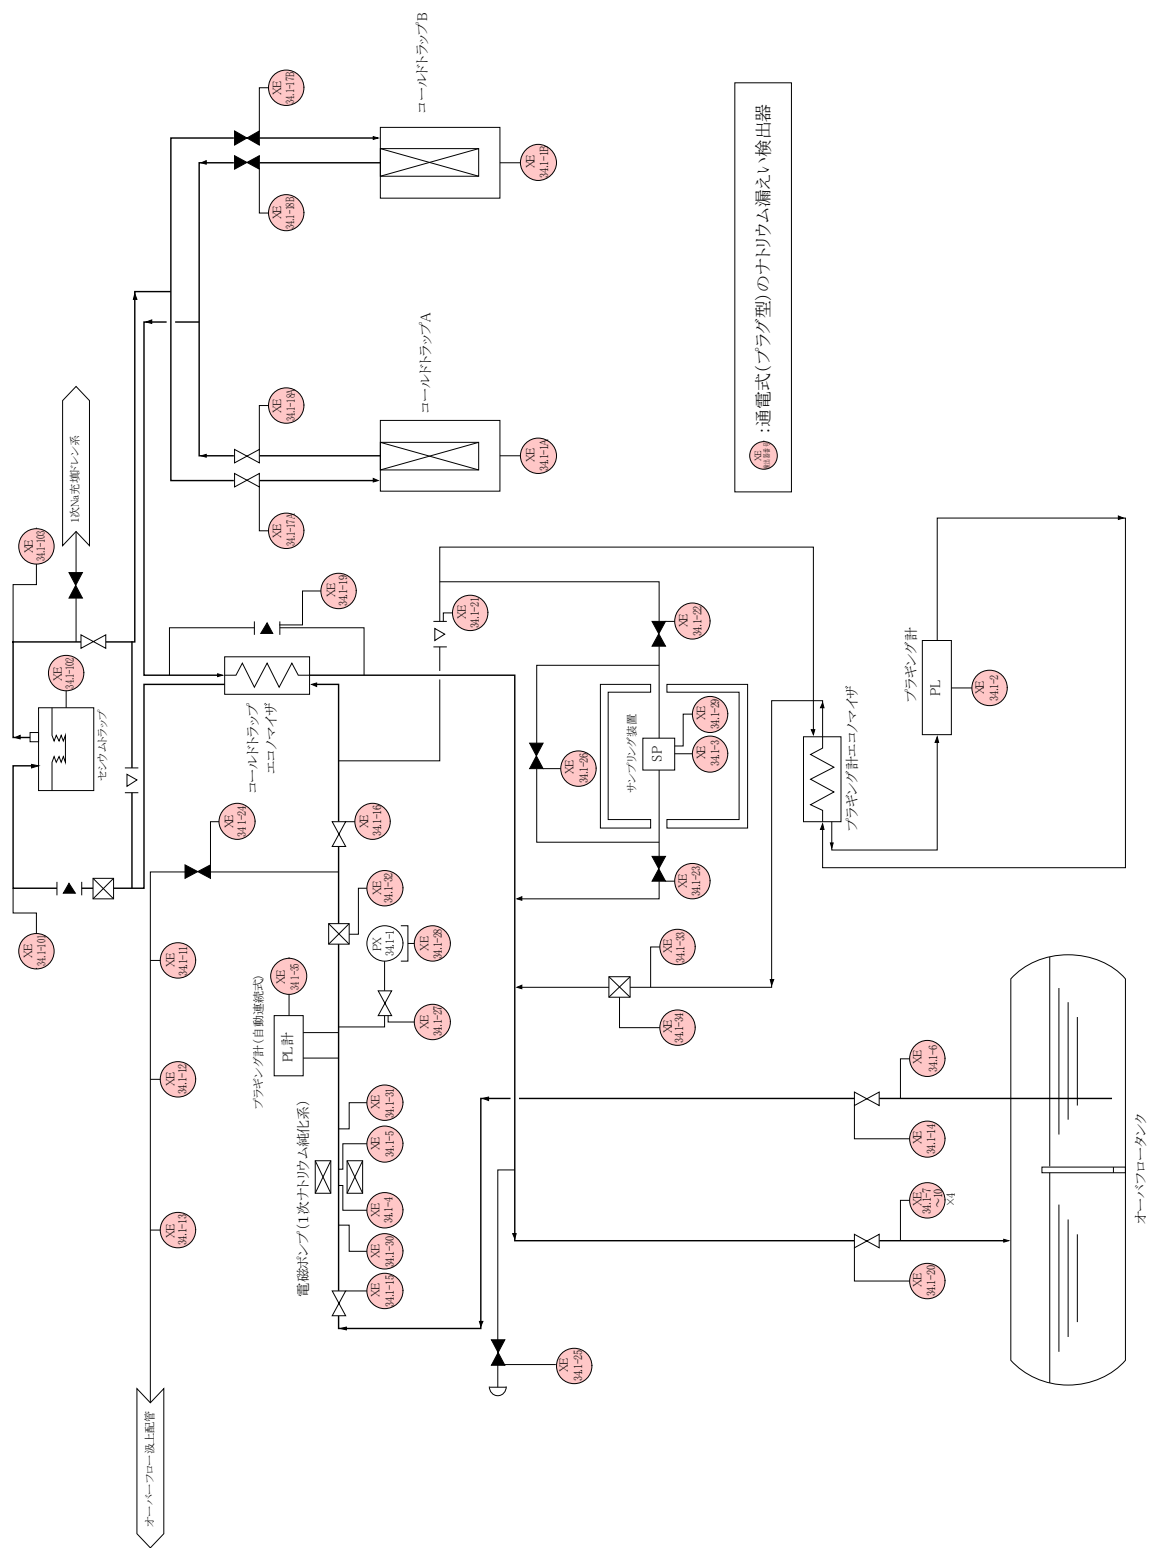 XE
34.1-17B
XE
34.1-18B
コールドトラップB
XE
34.1-1B
XE
34.1-18A
XE
34.1-17A
コールドトラップA
XE
34.1-1A
XE
:通電式(プラグ型)のナトリウム漏えい検出器
1次Na充填ドレン系
XE
34.1-103
XE
34.1-102
セシウムトラップ
XE
34.1-101
XE
34.1-19
コールドトラップ
エコノマイザ
XE
34.1-21
XE
34.1-22
XE
34.1-26
サンプリング装置
SP
XE
34.1-29
XE
34.1-3
XE
34.1-23
プラギング計
PL
XE
34.1-2
プラギング計エコノマイザ
XE
34.1-24
XE
34.1-16
XE
34.1-32
PX
34.1-1
XE
34.1-28
XE
34.1-27
XE
34.1-35
プラギング計(自動連続式)
PL計
XE
34.1-33
XE
34.1-34
XE
34.1-11
XE
34.1-12
XE
34.1-13
電磁ポンプ(1次ナトリウム純化系)
XE
34.1-31
XE
34.1-5
XE
34.1-4
XE
34.1-30
XE
34.1-15
XE
34.1-25
XE
34.1-6
XE
34.1-14
XE
34.1-7
~10
×4
XE
34.1-20
オーバフロータンク
オーバーフロー汲上配管